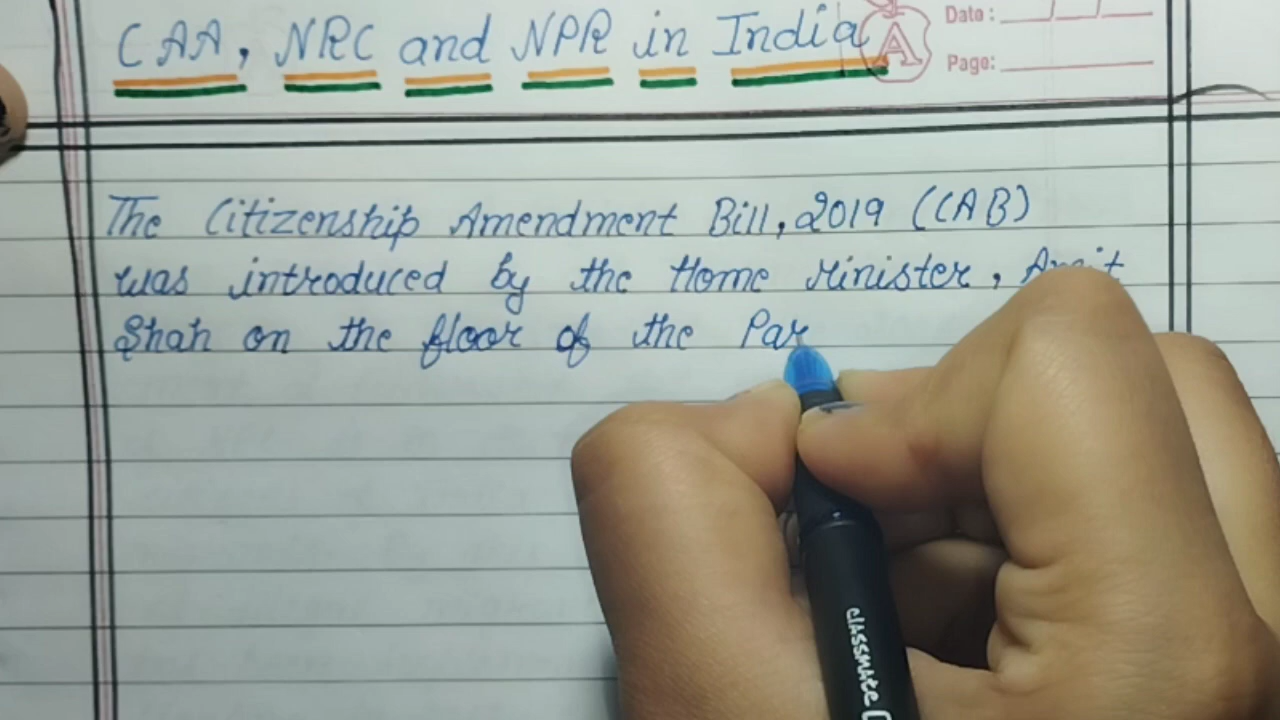 CAA, NRC and NPR in India
A
Date:
Page:
The Citizenship Amendment Bill, 2019 (CAB)
was introduced by the Home Minister, Amit
Shah on the floor of the Par
classmate